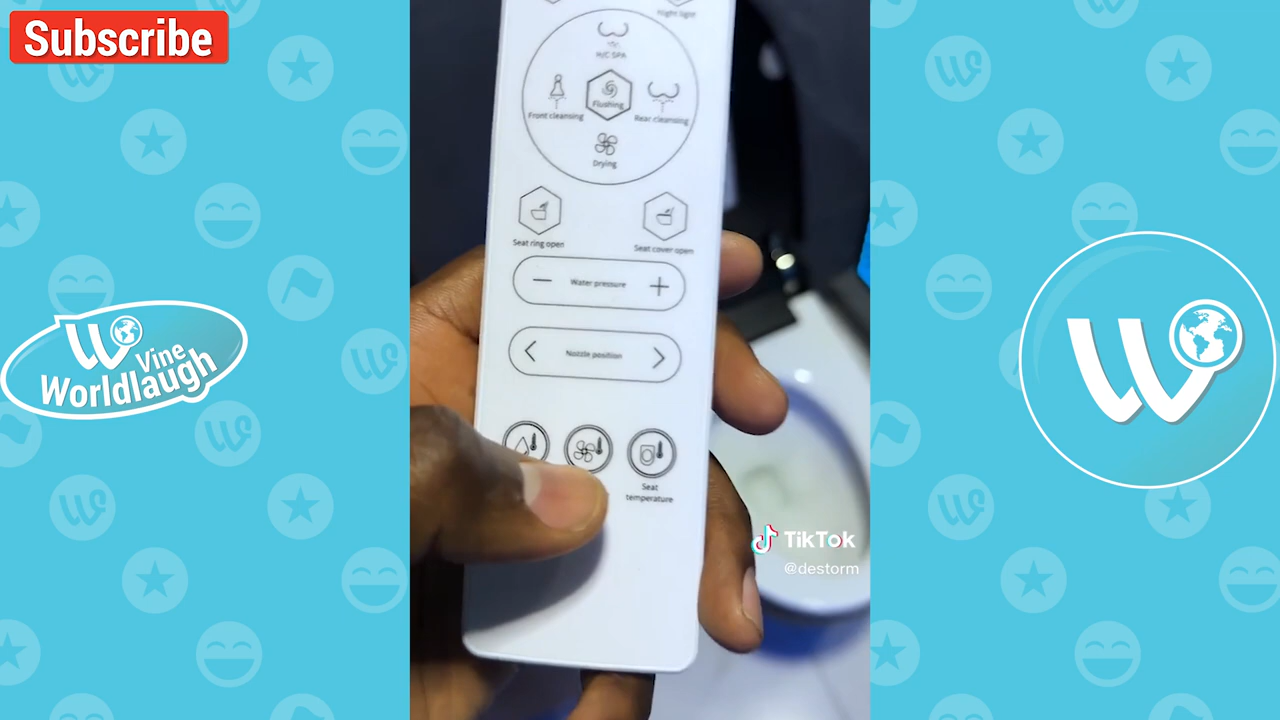 Subscribe
Night light
H/C SPA
Flushing
Front cleansing
Rear cleansing
Drying
Seat ring open
Seat cover open
Water pressure
Nozzle position
Seat
temperature
TikTok
@destorm
W
Vine
Worldlaugh
W